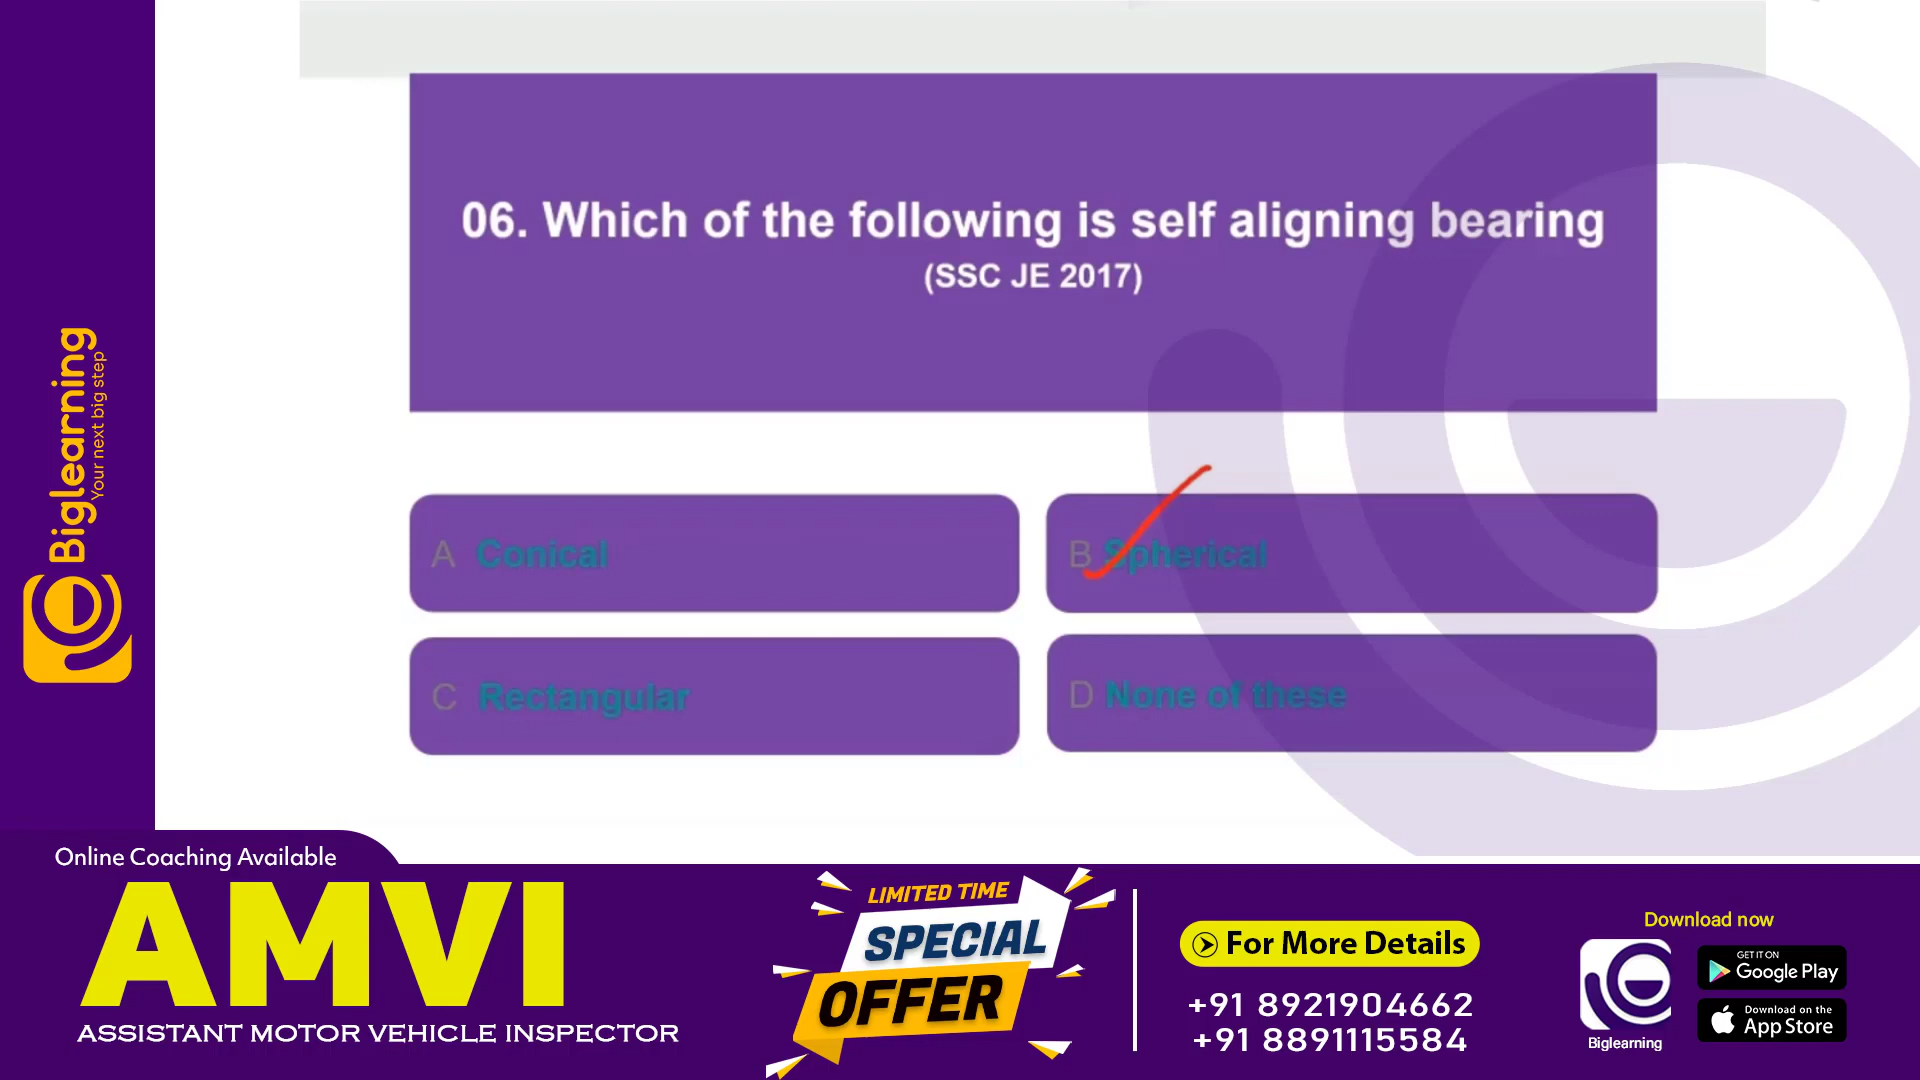 06. Which of the following is self aligning bearing
(SSC JE 2017)
A Conical
B Spherical
C Rectangular
D None of these
Biglearning
Your next big step
Online Coaching Available
AMVI
ASSISTANT MOTOR VEHICLE INSPECTOR
LIMITED TIME
SPECIAL
OFFER
For More Details
+91 8921904662
+91 8891115584
Download now
Biglearning
GET IT ON
Google Play
Download on the
App Store